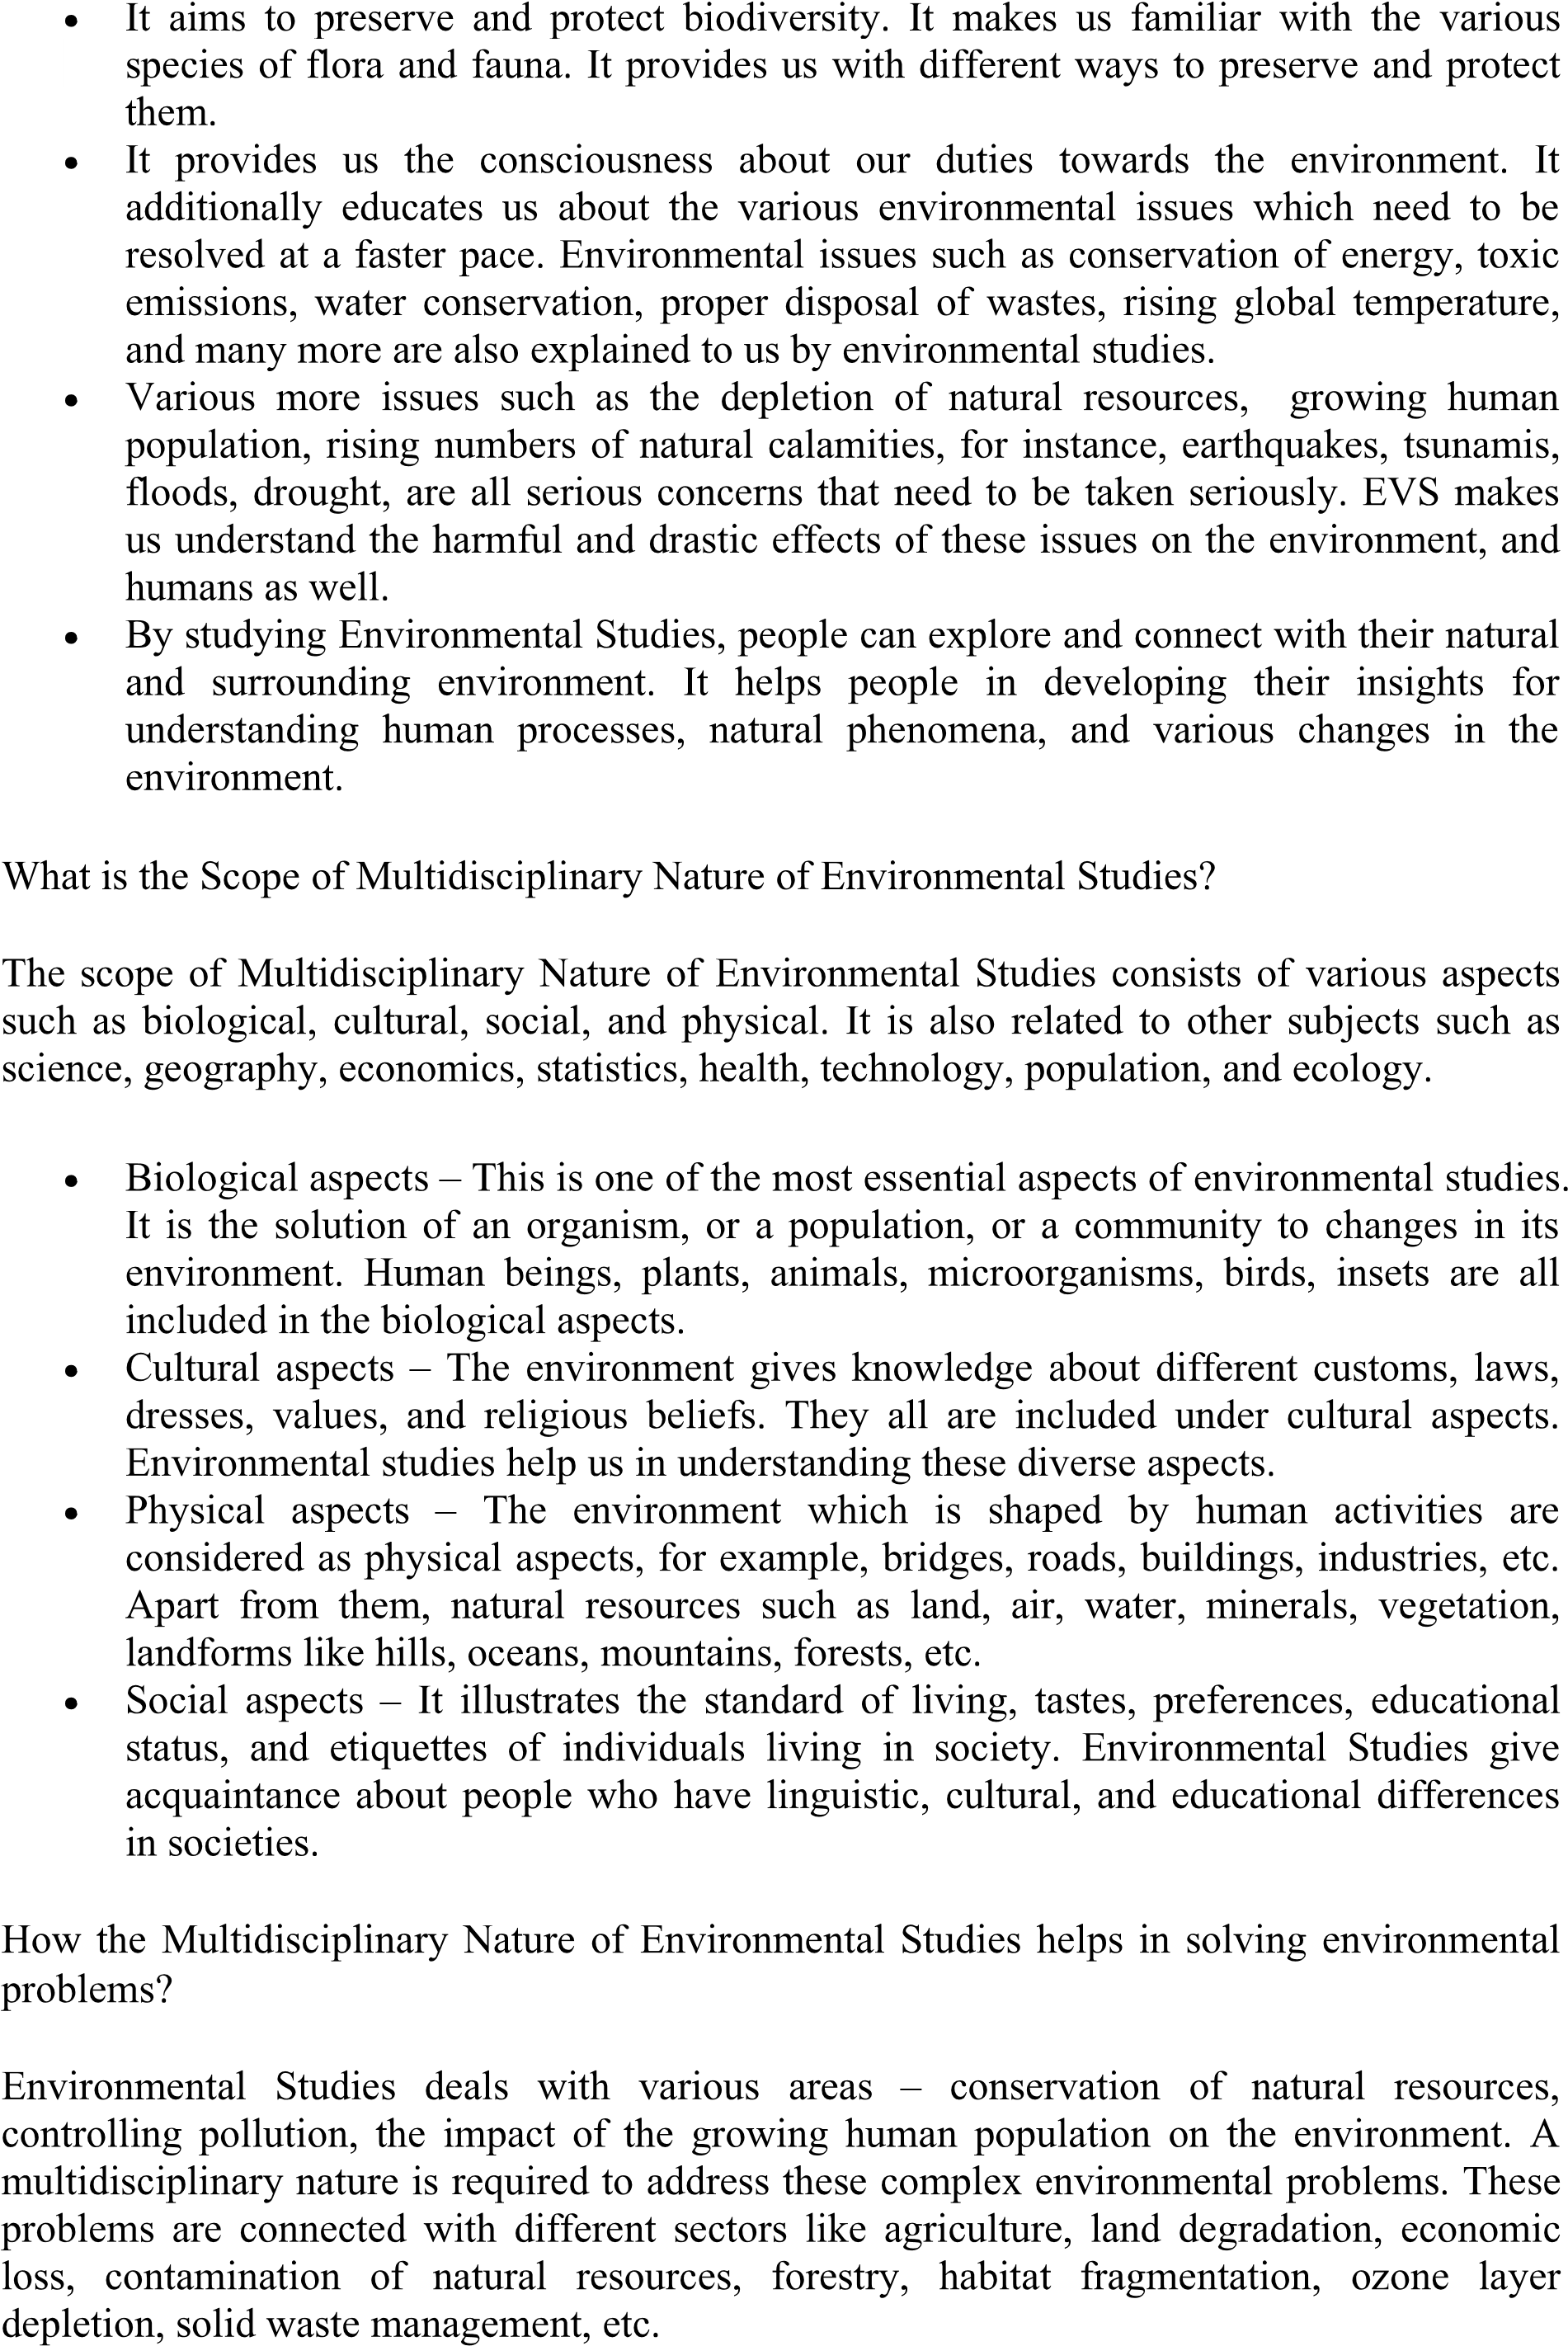 • It aims to preserve and protect biodiversity. It makes us familiar with the various
species of flora and fauna. It provides us with different ways to preserve and protect
them.
• It provides us the consciousness about our duties towards the environment. It
additionally educates us about the various environmental issues which need to be
resolved at a faster pace. Environmental issues such as conservation of energy, toxic
emissions, water conservation, proper disposal of wastes, rising global temperature,
and many more are also explained to us by environmental studies.
• Various more issues such as the depletion of natural resources,  growing human
population, rising numbers of natural calamities, for instance, earthquakes, tsunamis,
floods, drought, are all serious concerns that need to be taken seriously. EVS makes
us understand the harmful and drastic effects of these issues on the environment, and
humans as well.
• By studying Environmental Studies, people can explore and connect with their natural
and surrounding environment. It helps people in developing their insights for
understanding human processes, natural phenomena, and various changes in the
environment.
What is the Scope of Multidisciplinary Nature of Environmental Studies?
The scope of Multidisciplinary Nature of Environmental Studies consists of various aspects
such as biological, cultural, social, and physical. It is also related to other subjects such as
science, geography, economics, statistics, health, technology, population, and ecology.
• Biological aspects – This is one of the most essential aspects of environmental studies.
It is the solution of an organism, or a population, or a community to changes in its
environment. Human beings, plants, animals, microorganisms, birds, insets are all
included in the biological aspects.
• Cultural aspects – The environment gives knowledge about different customs, laws,
dresses, values, and religious beliefs. They all are included under cultural aspects.
Environmental studies help us in understanding these diverse aspects.
• Physical aspects – The environment which is shaped by human activities are
considered as physical aspects, for example, bridges, roads, buildings, industries, etc.
Apart from them, natural resources such as land, air, water, minerals, vegetation,
landforms like hills, oceans, mountains, forests, etc.
• Social aspects – It illustrates the standard of living, tastes, preferences, educational
status, and etiquettes of individuals living in society. Environmental Studies give
acquaintance about people who have linguistic, cultural, and educational differences
in societies.
How the Multidisciplinary Nature of Environmental Studies helps in solving environmental
problems?
Environmental Studies deals with various areas – conservation of natural resources,
controlling pollution, the impact of the growing human population on the environment. A
multidisciplinary nature is required to address these complex environmental problems. These
problems are connected with different sectors like agriculture, land degradation, economic
loss, contamination of natural resources, forestry, habitat fragmentation, ozone layer
depletion, solid waste management, etc.